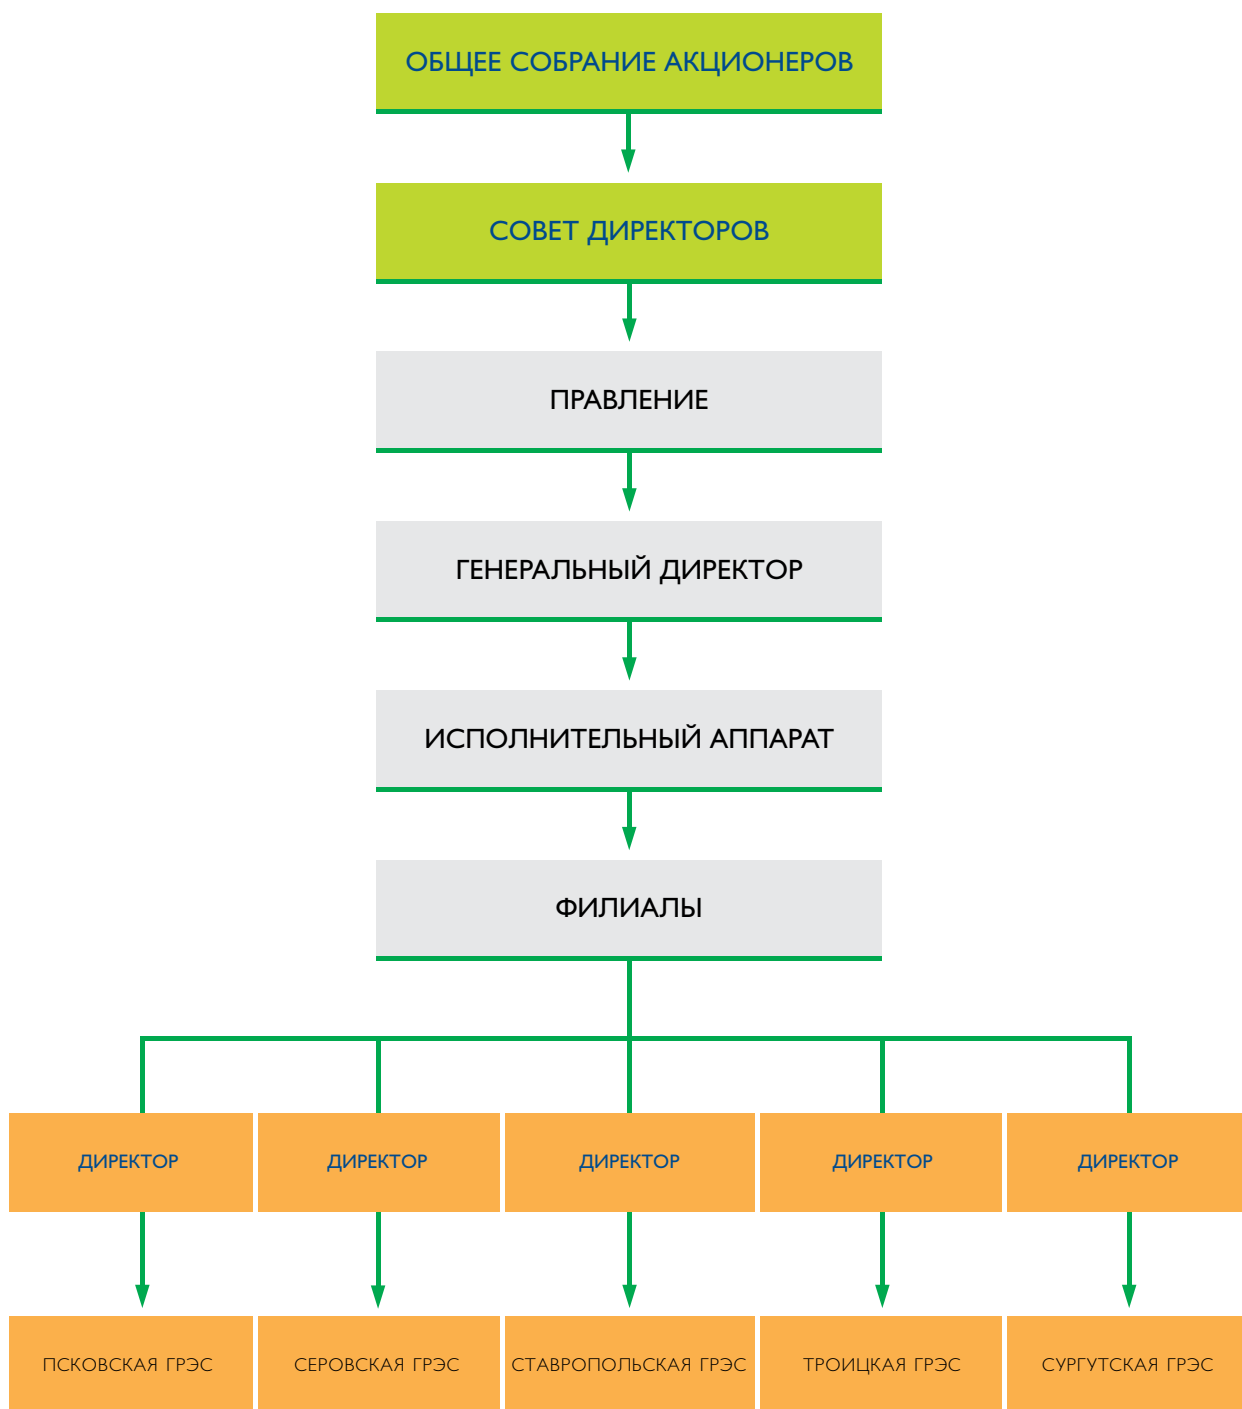 ОБЩЕЕ СОБРАНИЕ АКЦИОНЕРОВ
СОВЕТ ДИРЕКТОРОВ
ПРАВЛЕНИЕ
ГЕНЕРАЛЬНЫЙ ДИРЕКТОР
ИСПОЛНИТЕЛЬНЫЙ АППАРАТ
ФИЛИАЛЫ
ДИРЕКТОР
ДИРЕКТОР
ДИРЕКТОР
ДИРЕКТОР
ДИРЕКТОР
ПСКОВСКАЯ ГРЭС
СЕРОВСКАЯ ГРЭС
СТАВРОПОЛЬСКАЯ ГРЭС
ТРОИЦКАЯ ГРЭС
СУРГУТСКАЯ ГРЭС